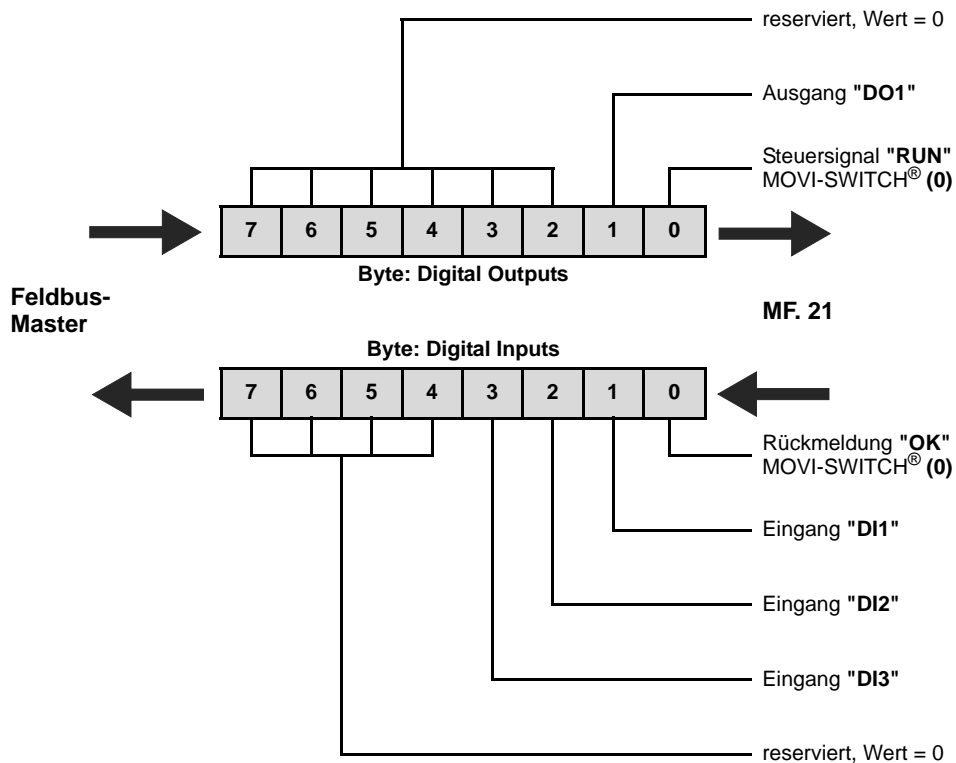 reserviert, Wert = 0
Ausgang "DO1"
Steuersignal "RUN"
MOVI-SWITCH® (0)
7 6 5 4 3 2 1 0
Byte: Digital Outputs
Feldbus-
Master
MF. 21
Byte: Digital Inputs
7 6 5 4 3 2 1 0
Rückmeldung "OK"
MOVI-SWITCH® (0)
Eingang "DI1"
Eingang "DI2"
Eingang "DI3"
reserviert, Wert = 0